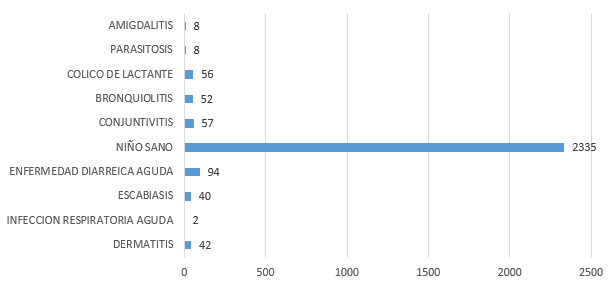 AMIGDALITIS 8
PARASITOSIS 8
COLICO DE LACTANTE 56
BRONQUIOLITIS 52
CONJUNTIVITIS 57
NIÑO SANO 2335
ENFERMEDAD DIARREICA AGUDA 94
ESCABIASIS 40
INFECCION RESPIRATORIA AGUDA 2
DERMATITIS 42
0 500 1000 1500 2000 2500